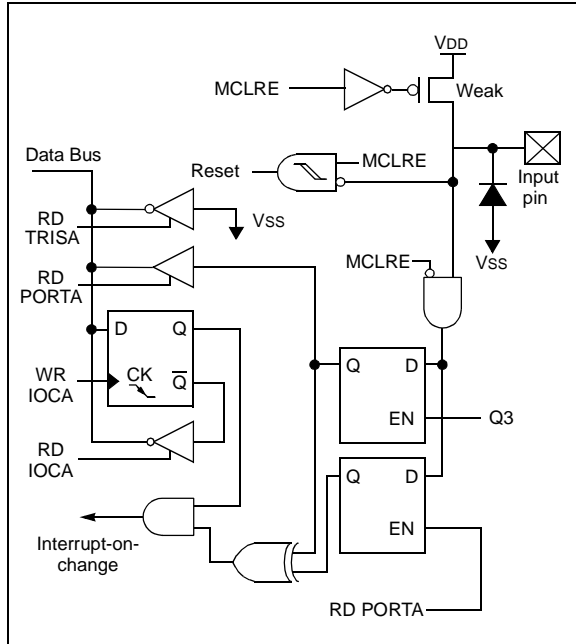 VDD
MCLRE
Weak
Data Bus
Reset
MCLRE
Input
pin
RD
TRISA
VSS
VSS
RD
PORTA
MCLRE
D
Q
Q
D
WR
IOCA
CK
Q
EN
Q3
RD
IOCA
Q
D
EN
Interrupt-on-
change
RD PORTA